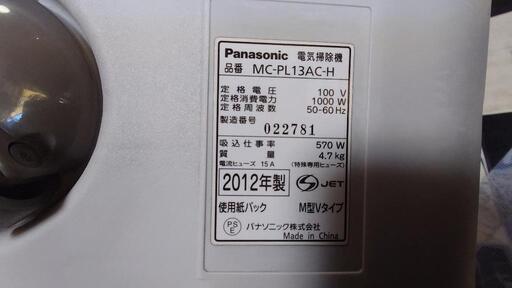 Panasonic 電気掃除機
品番 MC-PL13AC-H
定格電圧 100 V
定格消費電力 1000 W
定格周波数 50-60 Hz
製造番号
022781
吸込仕事率 570 W
質量 4.7 kg
電流ヒューズ 15 A (特殊専用ヒューズ)
2012年製 JET
使用紙パック M型Vタイプ
PS E パナソニック株式会社
Made in China